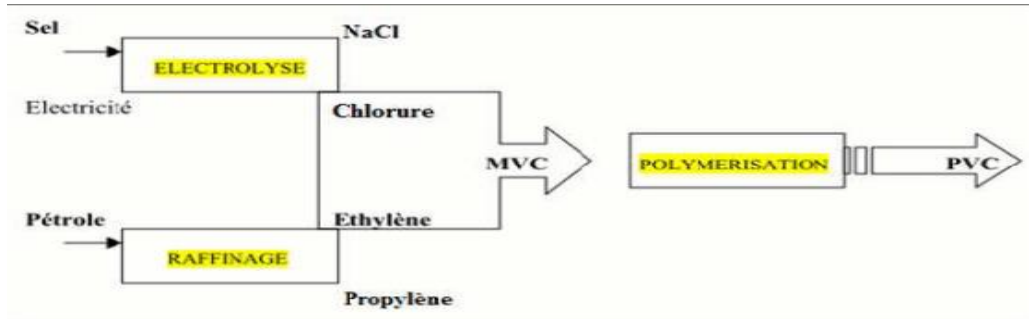 Sel
NaCl
ELECTROLYSE
Electricité
Chlorure
MVC
POLYMERISATION
PVC
Pétrole
Ethylène
RAFFINAGE
Propylène